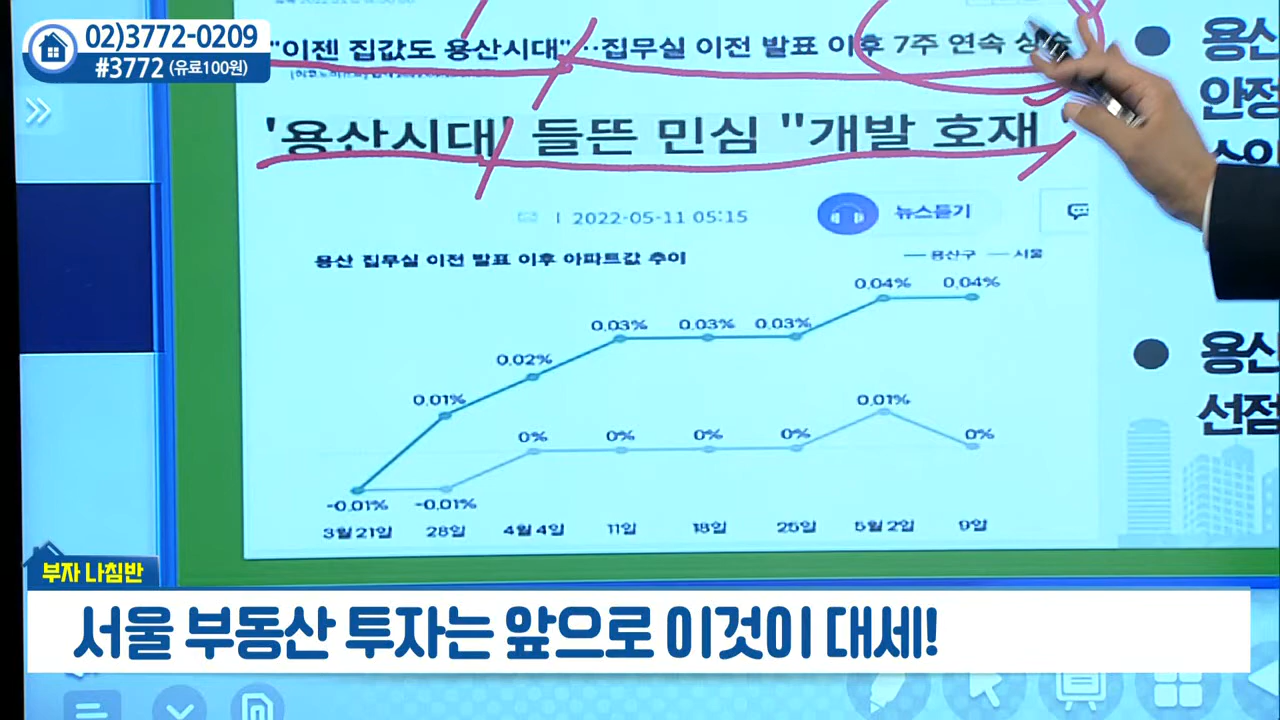 02)3772-0209
#3772 (유료100원)
"이젠 집값도 용산시대"…집무실 이전 발표 이후 7주 연속 상승
'용산시대' 들뜬 민심 "개발 호재
| 2022-05-11 05:15
뉴스듣기
용산 집무실 이전 발표 이후 아파트값 추이
용산구 서울
0.04% 0.04%
0.03% 0.03% 0.03%
0.02%
0.01% 0.01%
0% 0% 0% 0% 0%
-0.01% -0.01%
3월 21일 28일 4월 4일 11일 18일 25일 5월 2일 9일
● 용산
안정
● 용산
선정
부자 나침반
서울 부동산 투자는 앞으로 이것이 대세!